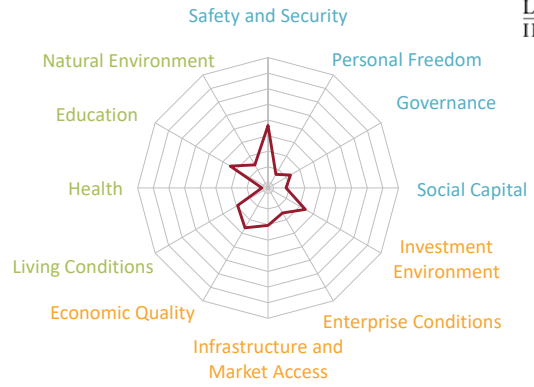 Safety and Security
Natural Environment
Personal Freedom
Education
Governance
Health
Social Capital
Investment
Environment
Living Conditions
Economic Quality
Enterprise Conditions
Infrastructure and
Market Access